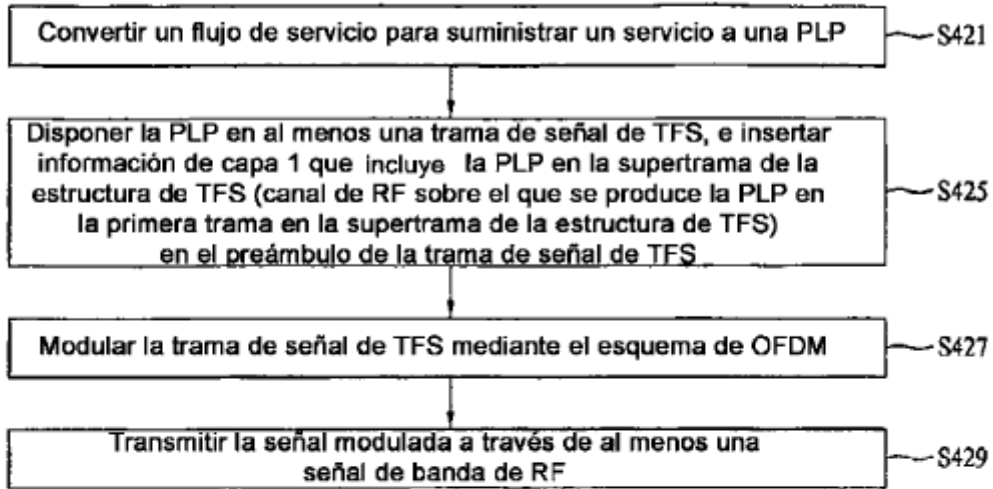 Convertir un flujo de servicio para suministrar un servicio a una PLP
S421
Disponer la PLP en al menos una trama de señal de TFS, e insertar
información de capa 1 que incluye la PLP en la supertrama de la
estructura de TFS (canal de RF sobre el que se produce la PLP en
la primera trama en la supertrama de la estructura de TFS)
en el preámbulo de la trama de señal de TFS
S425
Modular la trama de señal de TFS mediante el esquema de OFDM
S427
Transmitir la señal modulada a través de al menos una
señal de banda de RF
S429